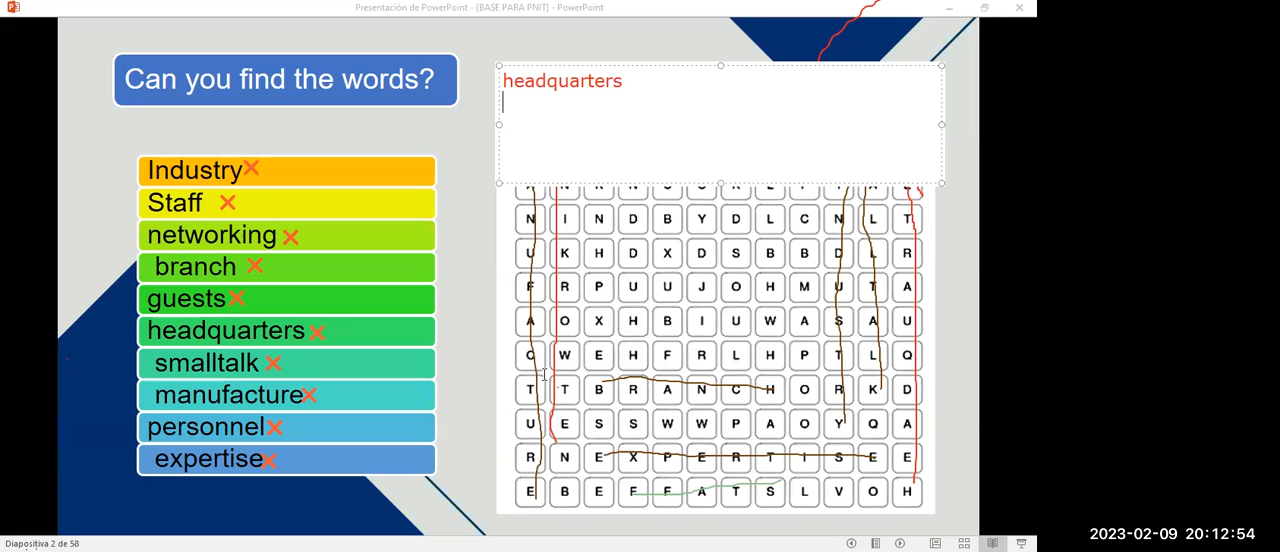 Presentación de PowerPoint - [BASE PARA PNIT] - PowerPoint
Can you find the words?
headquarters
Industry
Staff
networking
branch
guests
headquarters
smalltalk
manufacture
personnel
expertise
N I N D B Y D L C N L T
U K H D X D S B B D L R
F R P U U J O H M U T A
A O X H B I U W A S A U
C W E H F R L H P T L Q
T T B R A N C H O R K D
U E S S W W P A O Y Q A
R N E X P E R T I S E E
E B E F F A T S L V O H
Diapositiva 2 de 58
2023-02-09 20:12:54